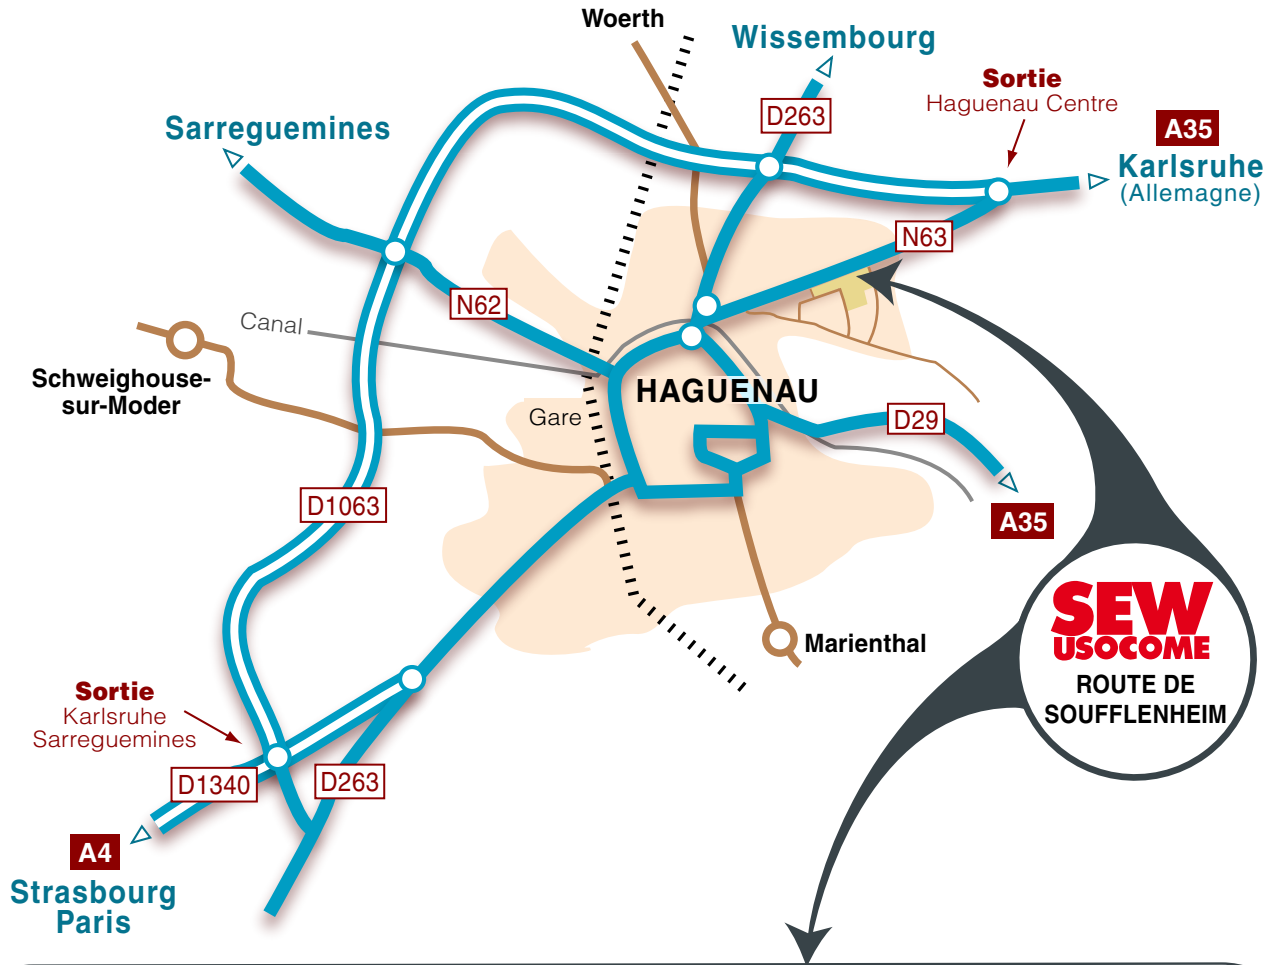 Woerth
Wissembourg
Sortie
Haguenau Centre
D263
A35
Karlsruhe
(Allemagne)
Sarreguemines
N63
N62
Canal
Schweighouse-
sur-Moder
HAGUENAU
Gare
D29
D1063
A35
SEW
USOCOME
ROUTE DE
SOUFFLENHEIM
Marienthal
Sortie
Karlsruhe
Sarreguemines
D1340
D263
A4
Strasbourg
Paris